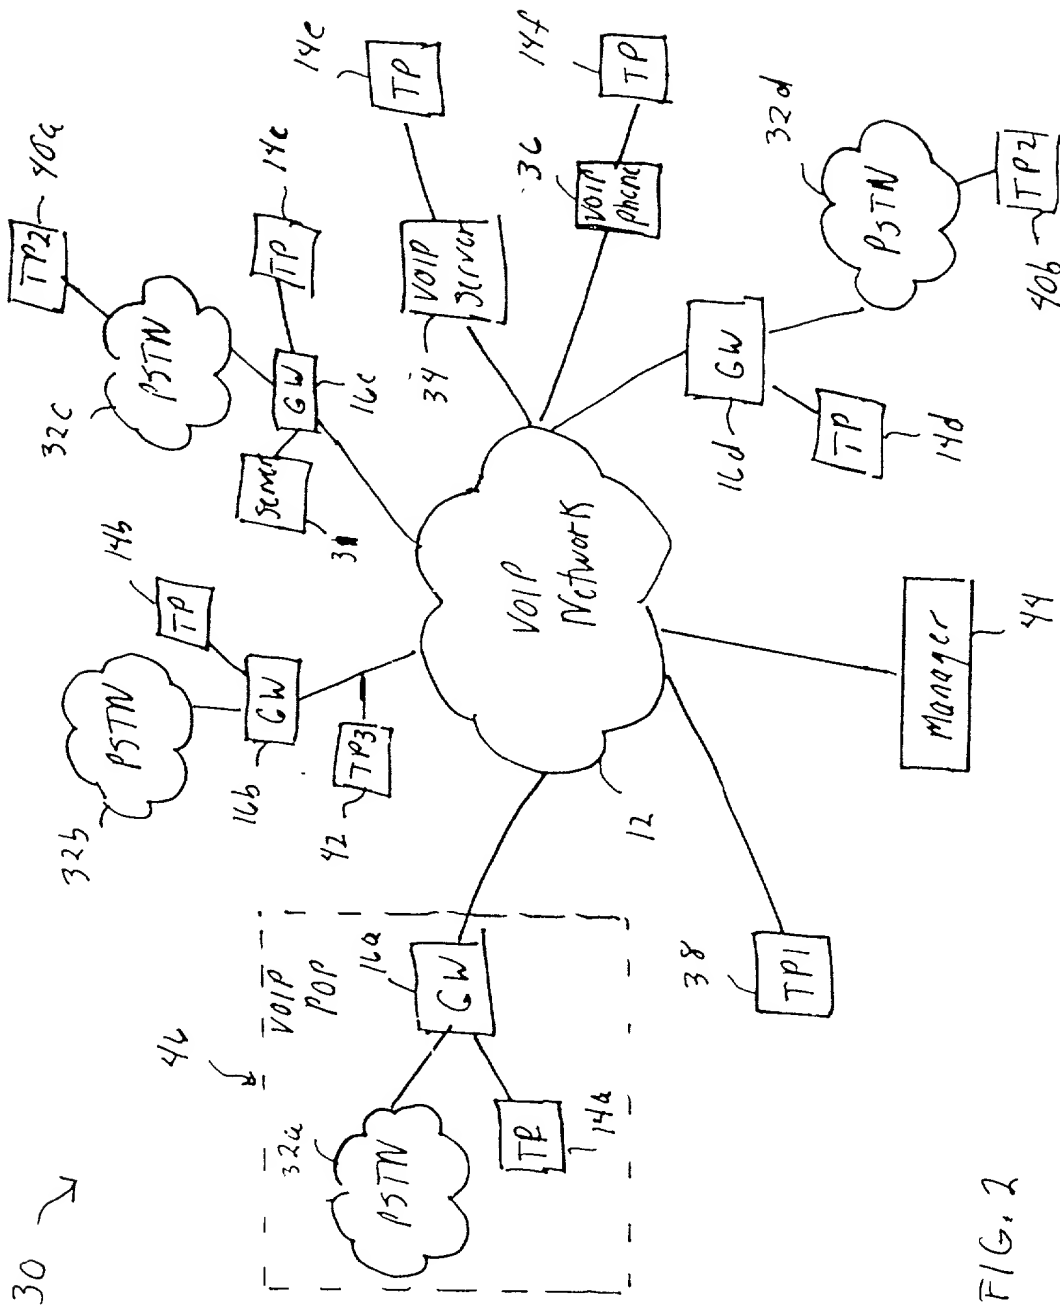 30
46
VOIP
POP
32a
PSTN
16a
GW
TP
14a
32b
PSTN
14b
TP
16b
GW
42
TP3
32c
PSTN
TP2
40a
Server
31
GW
16c
TP
14c
34
VOIP
Server
TP
14e
VOIP
Network
12
36
VOIP
phone
14f
TP
38
TP1
16d
GW
TP
14d
32d
PSTN
TP2
40b
Manager
44
FIG. 2